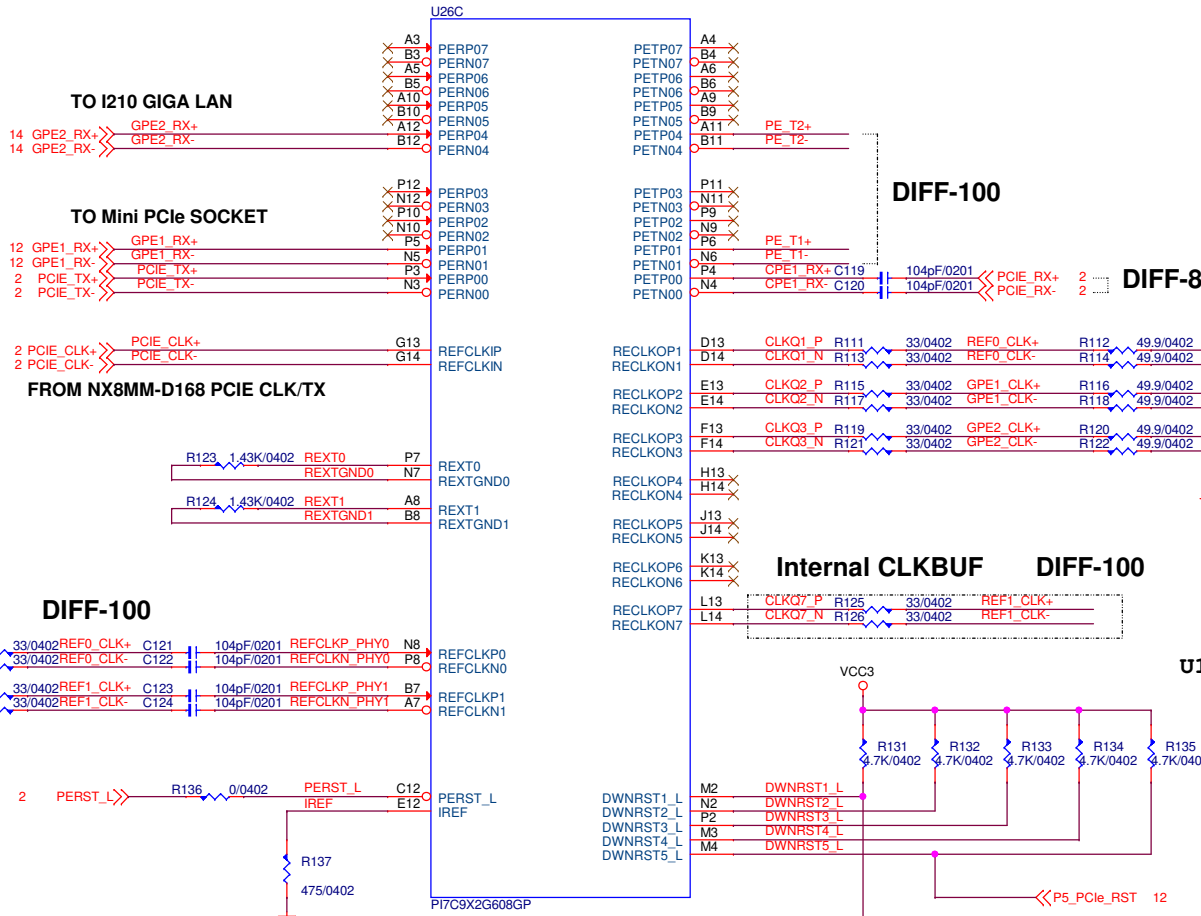 U26C
A3 PERP07 PETP07 A4
B3 PERN07 PETN07 B4
A5 PERP06 PETP06 A6
B5 PERN06 PETN06 B6
TO I210 GIGA LAN
A10 PERP05 PETP05 A9
B10 PERN05 PETN05 B9
14 GPE2_RX+ GPE2_RX+ A12 PERP04 PETP04 A11 PE_T2+
14 GPE2_RX- GPE2_RX- B12 PERN04 PETN04 B11 PE_T2-
DIFF-100
P12 PERP03 PETP03 P11
N12 PERN03 PETN03 N11
TO Mini PCIe SOCKET
P10 PERP02 PETP02 P9
N10 PERN02 PETN02 N9
12 GPE1_RX+ GPE1_RX+ P5 PERP01 PETP01 P6 PE_T1+
12 GPE1_RX- GPE1_RX- N5 PERN01 PETN01 N6 PE_T1-
2 PCIE_TX+ PCIE_TX+ P3 PERP00 PETP00 P4 CPE1_RX+ C119 104pF/0201 PCIE_RX+ 2
2 PCIE_TX- PCIE_TX- N3 PERN00 PETN00 N4 CPE1_RX- C120 104pF/0201 PCIE_RX- 2
DIFF-8
2 PCIE_CLK+ PCIE_CLK+ G13 REFCLKIP RECLKOP1 D13 CLKQ1_P R111 33/0402 REF0_CLK+ R112 49.9/0402
2 PCIE_CLK- PCIE_CLK- G14 REFCLKIN RECLKON1 D14 CLKQ1_N R113 33/0402 REF0_CLK- R114 49.9/0402
FROM NX8MM-D168 PCIE CLK/TX
RECLKOP2 E13 CLKQ2_P R115 33/0402 GPE1_CLK+ R116 49.9/0402
RECLKON2 E14 CLKQ2_N R117 33/0402 GPE1_CLK- R118 49.9/0402
RECLKOP3 F13 CLKQ3_P R119 33/0402 GPE2_CLK+ R120 49.9/0402
RECLKON3 F14 CLKQ3_N R121 33/0402 GPE2_CLK- R122 49.9/0402
R123 1.43K/0402 REXT0 P7 REXT0
REXTGND0 N7 REXTGND0
RECLKOP4 H13
RECLKON4 H14
R124 1.43K/0402 REXT1 A8 REXT1
REXTGND1 B8 REXTGND1
RECLKOP5 J13
RECLKON5 J14
RECLKOP6 K13
RECLKON6 K14
Internal CLKBUF DIFF-100
RECLKOP7 L13 CLKQ7_P R125 33/0402 REF1_CLK+
RECLKON7 L14 CLKQ7_N R126 33/0402 REF1_CLK-
DIFF-100
33/0402 REF0_CLK+ C121 104pF/0201 REFCLKP_PHY0 N8 REFCLKP0
33/0402 REF0_CLK- C122 104pF/0201 REFCLKN_PHY0 P8 REFCLKN0
33/0402 REF1_CLK+ C123 104pF/0201 REFCLKP_PHY1 B7 REFCLKP1
33/0402 REF1_CLK- C124 104pF/0201 REFCLKN_PHY1 A7 REFCLKN1
VCC3
U1
R131 R132 R133 R134 R135
4.7K/0402 4.7K/0402 4.7K/0402 4.7K/0402 4.7K/040
2 PERST_L R136 0/0402 PERST_L C12 PERST_L
IREF E12 IREF
DWNRST1_L M2 DWNRST1_L
DWNRST2_L N2 DWNRST2_L
DWNRST3_L P2 DWNRST3_L
DWNRST4_L M3 DWNRST4_L
DWNRST5_L M4 DWNRST5_L
R137
475/0402
P5_PCIe_RST 12
PI7C9X2G608GP